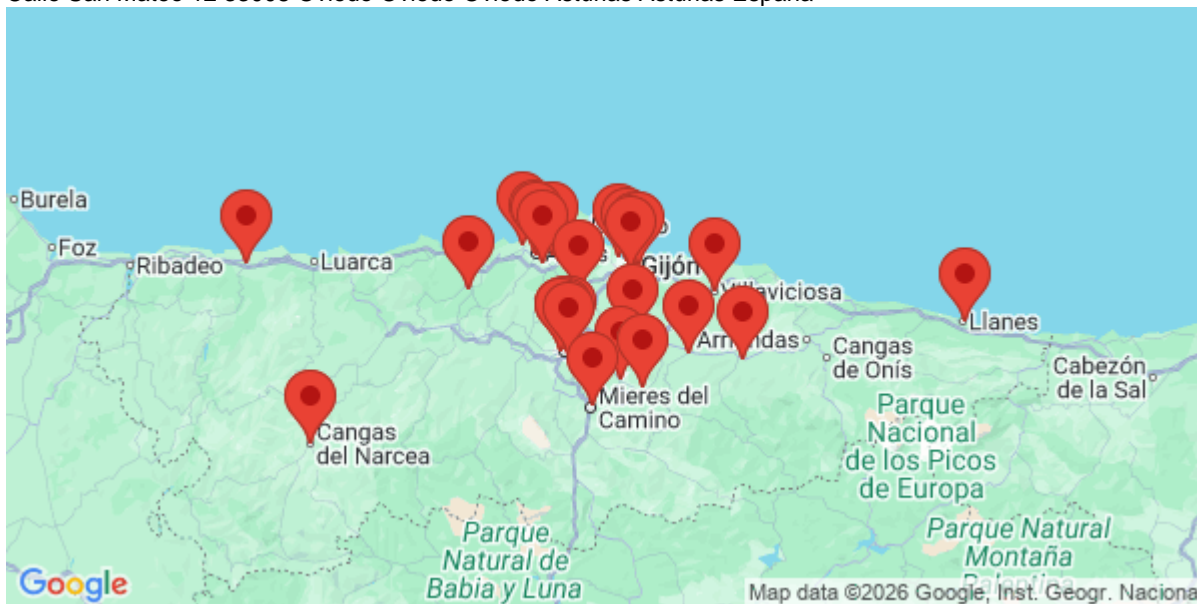 Burela
Foz
Ribadeo
Luarca
Gijón
Villaviciosa
Llanes
Arriondas
Cangas
de Onís
Cabezón
de la Sal
Mieres del
Camino
Cangas
del Narcea
Parque
Nacional
de los Picos
de Europa
Parque
Natural de
Babia y Luna
Parque Natural
Montaña
Google
Map data ©2026 Google, Inst. Geogr. Naciona